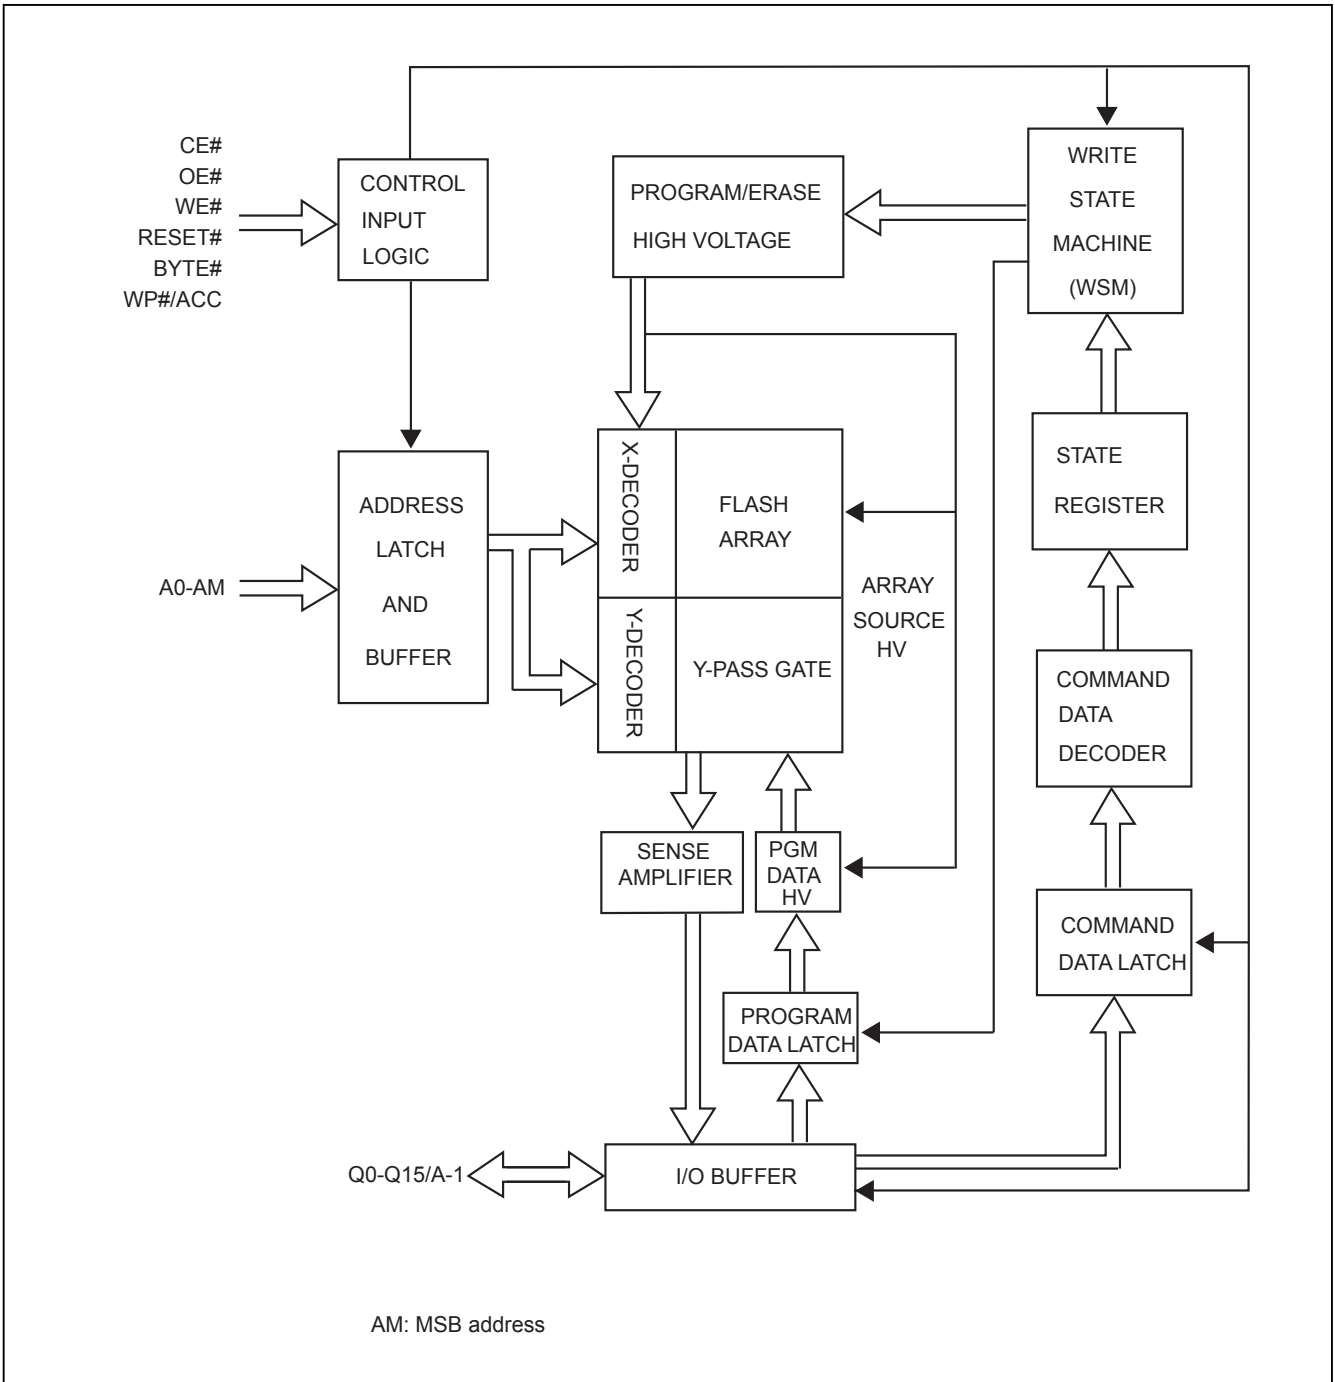 CE#
OE#
WE#
RESET#
BYTE#
WP#/ACC
CONTROL
INPUT
LOGIC
PROGRAM/ERASE
HIGH VOLTAGE
WRITE
STATE
MACHINE
(WSM)
STATE
REGISTER
A0-AM
ADDRESS
LATCH
AND
BUFFER
X-DECODER
FLASH
ARRAY
Y-DECODER
Y-PASS GATE
ARRAY
SOURCE
HV
COMMAND
DATA
DECODER
SENSE
AMPLIFIER
PGM
DATA
HV
COMMAND
DATA LATCH
PROGRAM
DATA LATCH
Q0-Q15/A-1
I/O BUFFER
AM: MSB address